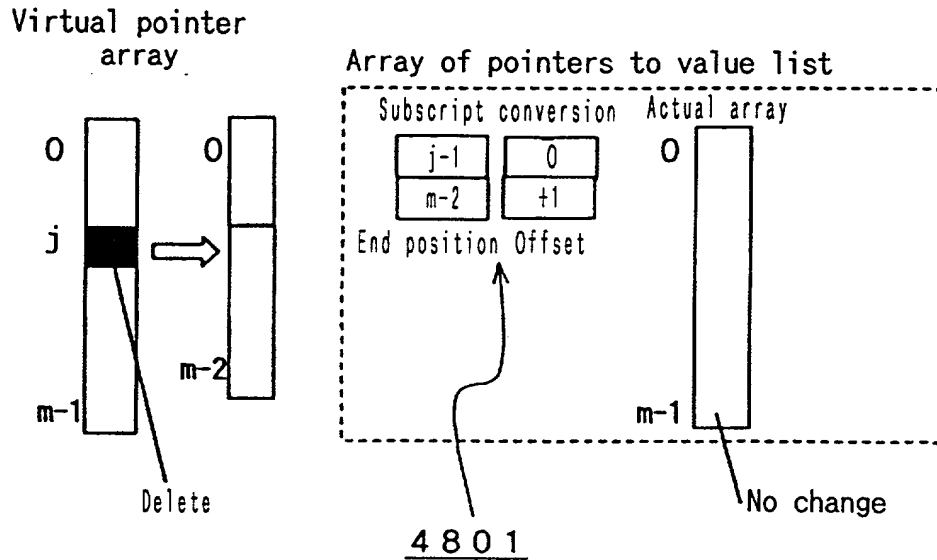 Virtual pointer
array
Array of pointers to value list
Subscript conversion
Actual array
0
0
0
j-1
0
m-2
+1
j
End position
Offset
m-2
m-1
m-1
Delete
No change
4801